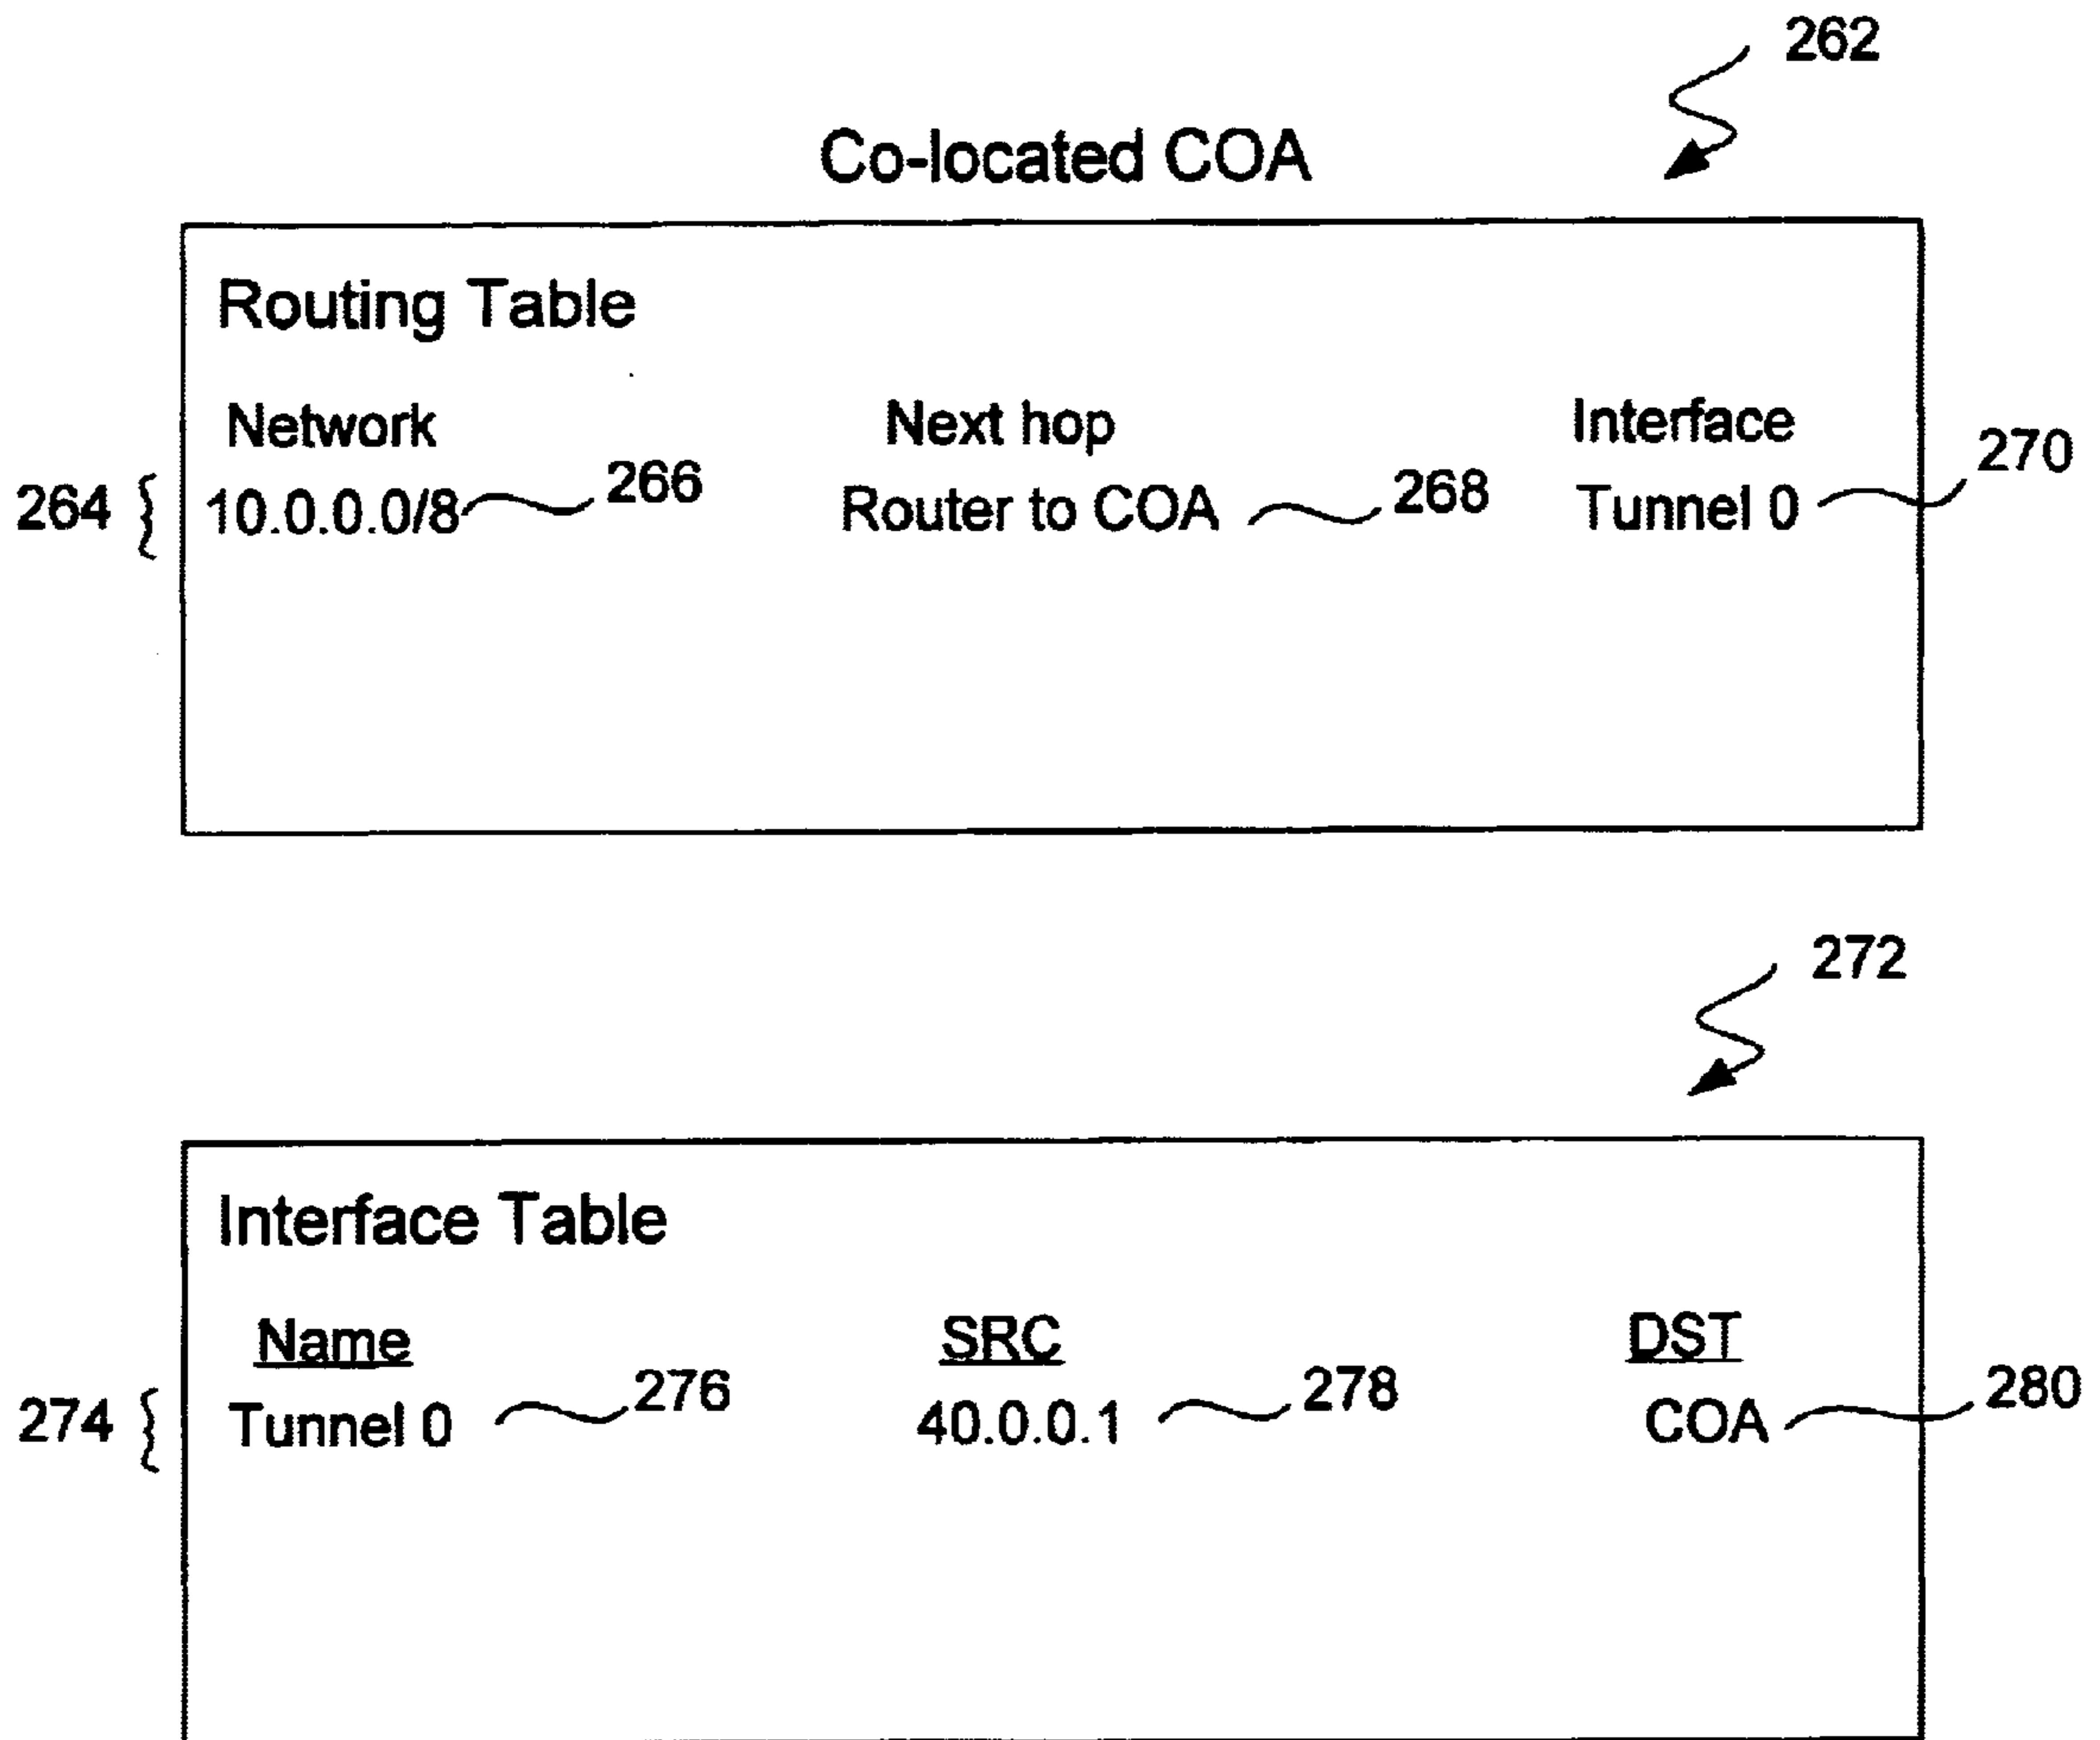 262
Co-located COA
Routing Table
Network Next hop Interface
264 10.0.0.0/8 266 Router to COA 268 Tunnel 0 270
272
Interface Table
Name SRC DST
274 Tunnel 0 276 40.0.0.1 278 COA 280